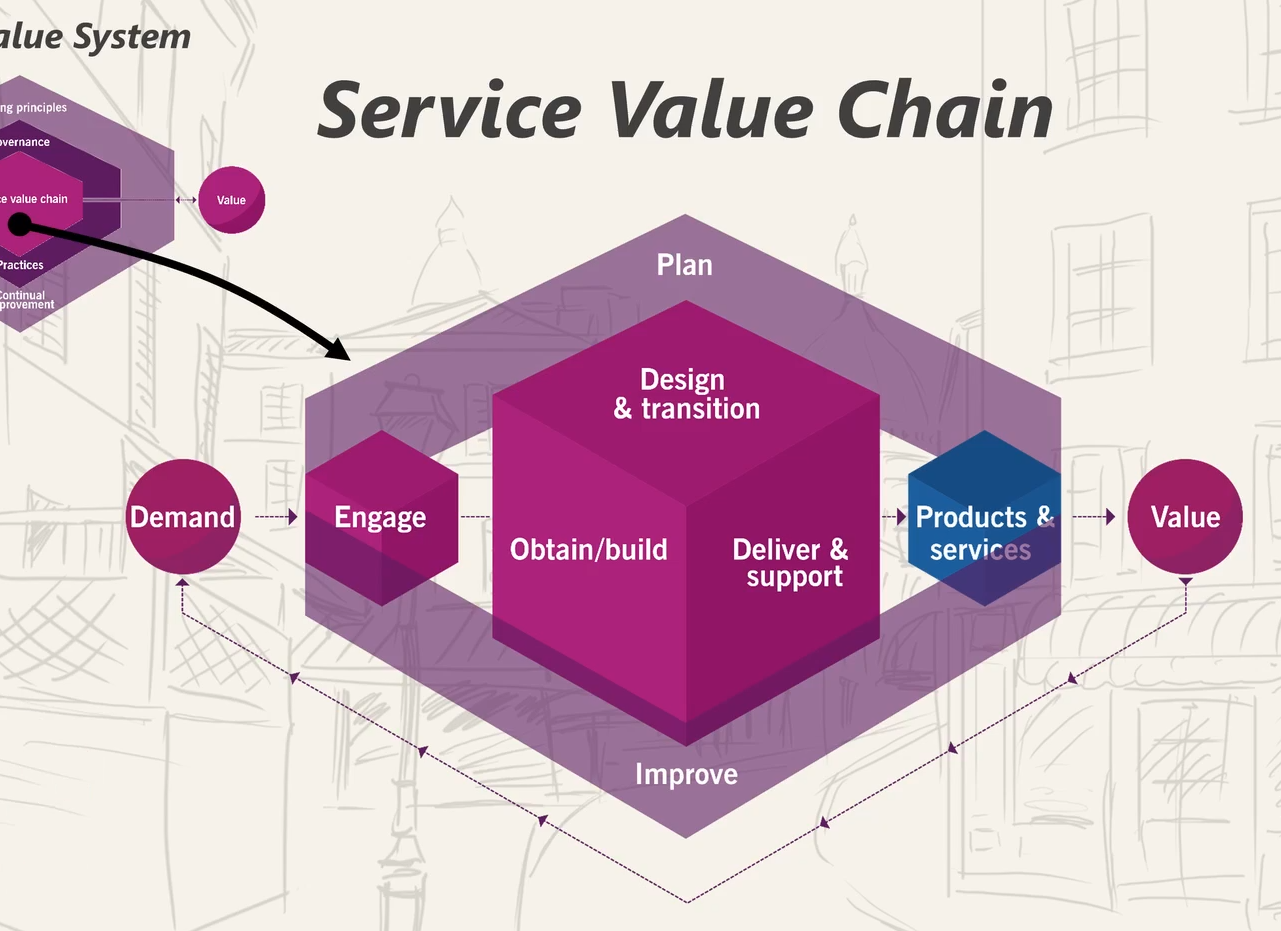 alue System
ng principles
overnance
ce value chain
Practices
Continual
provement
Value
Service Value Chain
Plan
Design
& transition
Demand
Engage
Obtain/build
Deliver &
support
Products &
services
Value
Improve